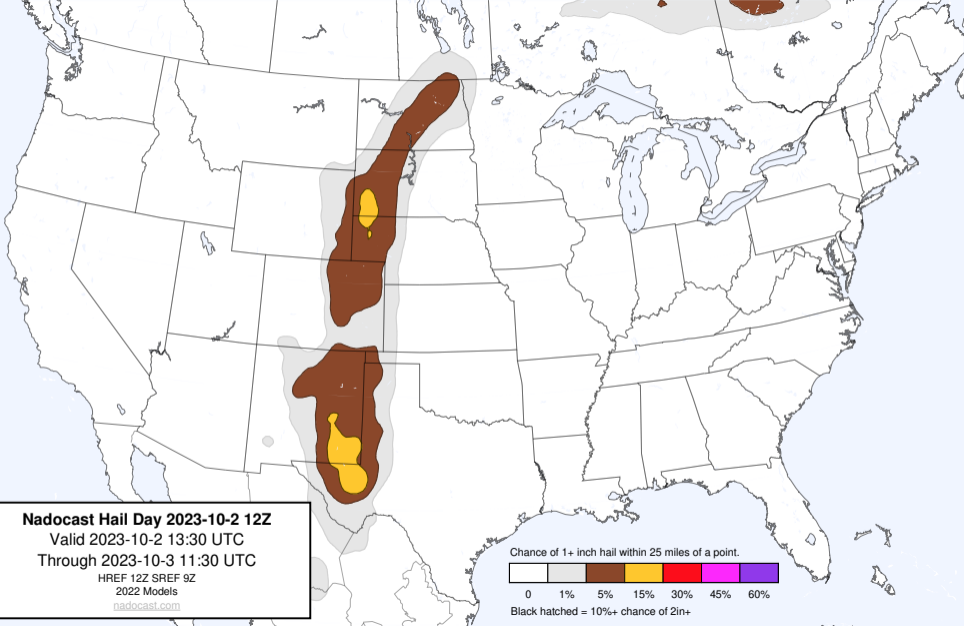 Nadocast Hail Day 2023-10-2 12Z
Valid 2023-10-2 13:30 UTC
Through 2023-10-3 11:30 UTC
HREF 12Z SREF 9Z
2022 Models
nadocast.com
Chance of 1+ inch hail within 25 miles of a point.
0 1% 5% 15% 30% 45% 60%
Black hatched = 10%+ chance of 2in+